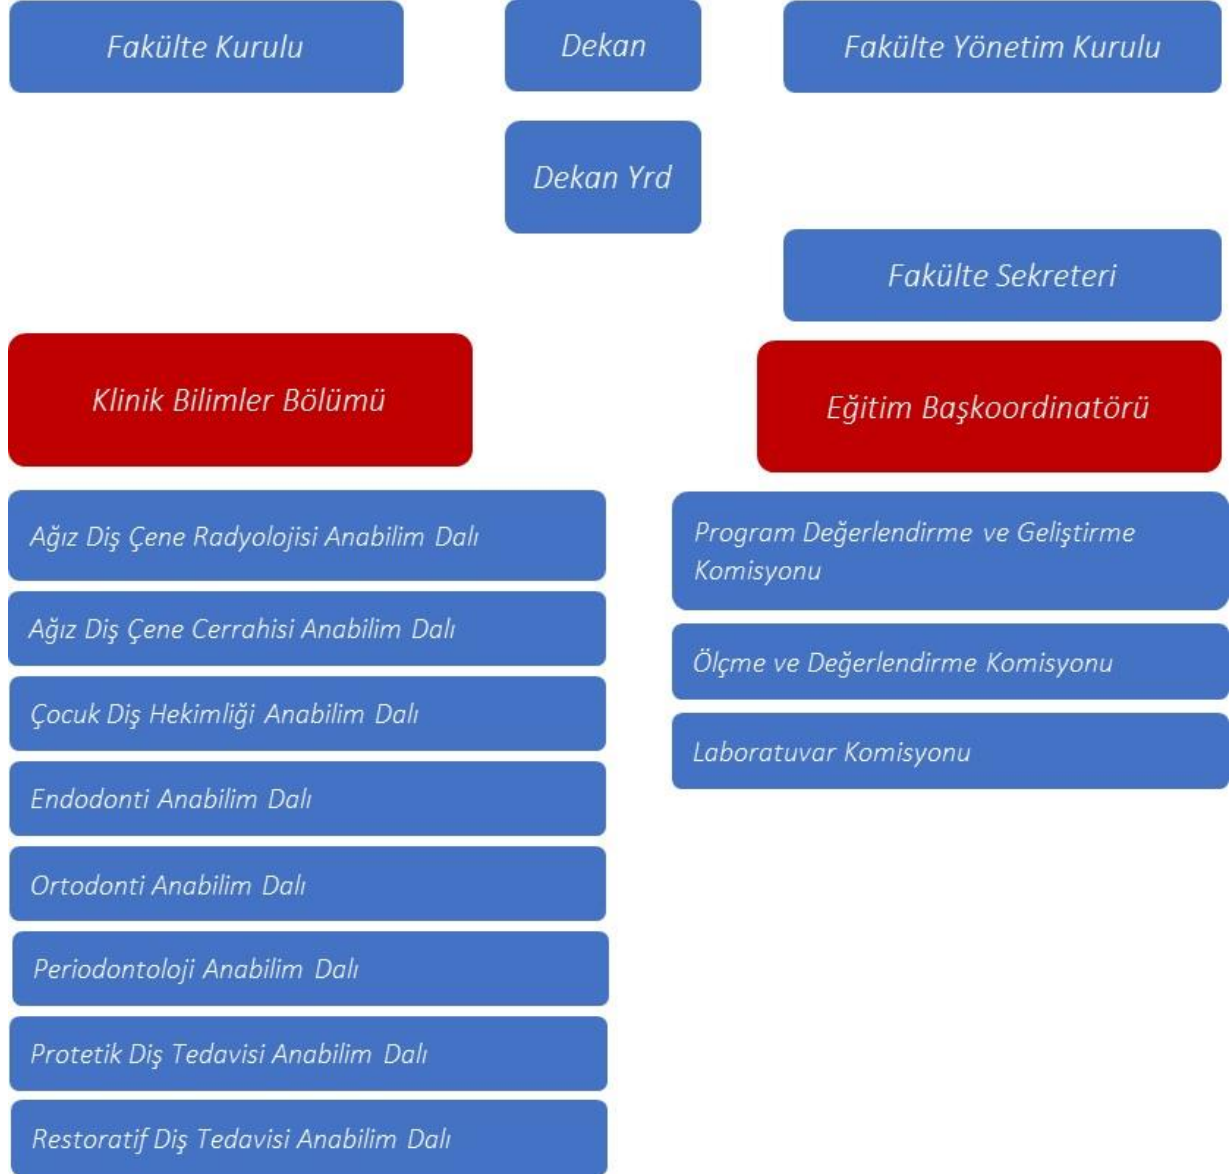 Fakülte Kurulu
Dekan
Fakülte Yönetim Kurulu
Dekan Yrd
Fakülte Sekreteri
Klinik Bilimler Bölümü
Eğitim Başkoordinatörü
Ağız Diş Çene Radyolojisi Anabilim Dalı
Ağız Diş Çene Cerrahisi Anabilim Dalı
Çocuk Diş Hekimliği Anabilim Dalı
Endodonti Anabilim Dalı
Ortodonti Anabilim Dalı
Periodontoloji Anabilim Dalı
Protetik Diş Tedavisi Anabilim Dalı
Restoratif Diş Tedavisi Anabilim Dalı
Program Değerlendirme ve Geliştirme
Komisyonu
Ölçme ve Değerlendirme Komisyonu
Laboratuvar Komisyonu